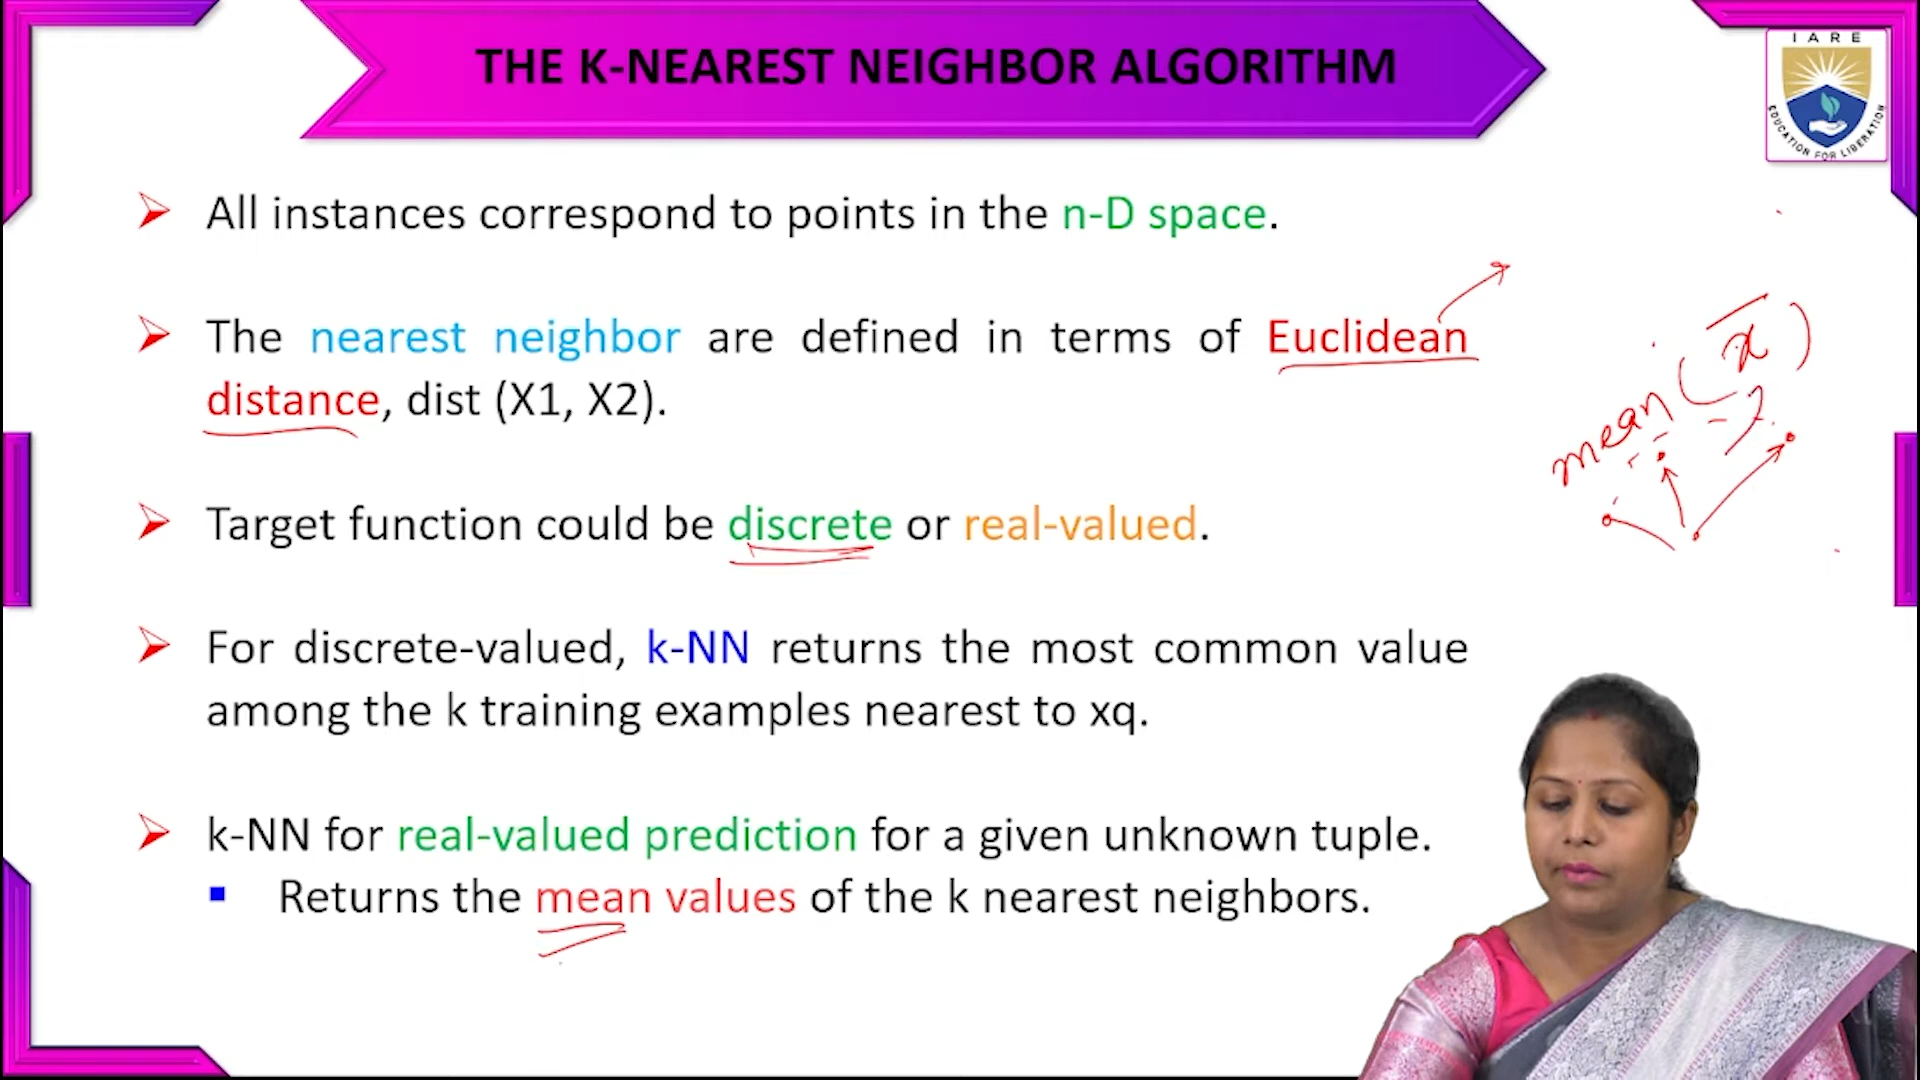 THE K-NEAREST NEIGHBOR ALGORITHM
IARE
EDUCATION FOR LIBERATION
All instances correspond to points in the n-D space.
The nearest neighbor are defined in terms of Euclidean
distance, dist (X1, X2).
mean (x̅)
Target function could be discrete or real-valued.
For discrete-valued, k-NN returns the most common value
among the k training examples nearest to xq.
k-NN for real-valued prediction for a given unknown tuple.
Returns the mean values of the k nearest neighbors.